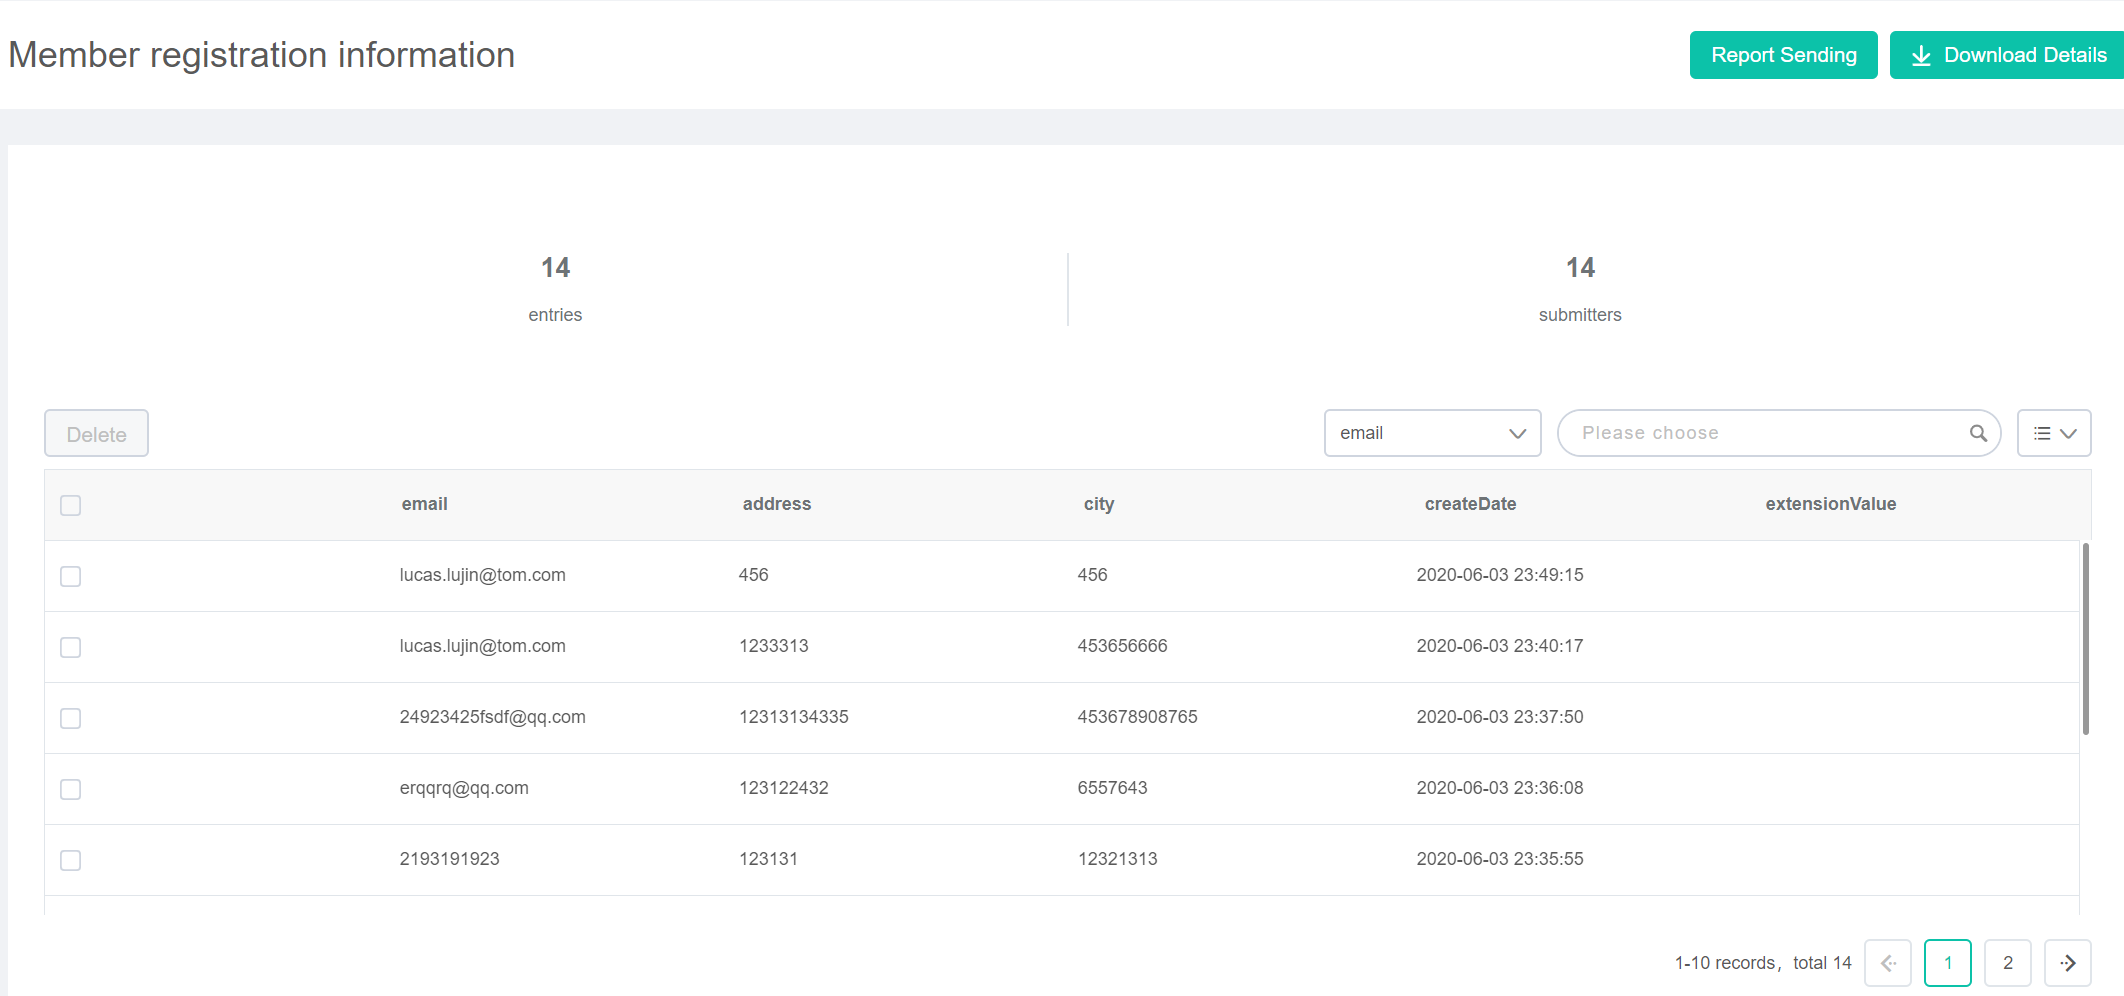 Member registration information
Report Sending
Download Details
14
entries
14
submitters
Delete
email
Please choose
email address city createDate extensionValue
lucas.lujin@tom.com 456 456 2020-06-03 23:49:15
lucas.lujin@tom.com 1233313 453656666 2020-06-03 23:40:17
24923425fsdf@qq.com 12313134335 453678908765 2020-06-03 23:37:50
erqqrq@qq.com 123122432 6557643 2020-06-03 23:36:08
2193191923 123131 12321313 2020-06-03 23:35:55
1-10 records，total 14 1 2